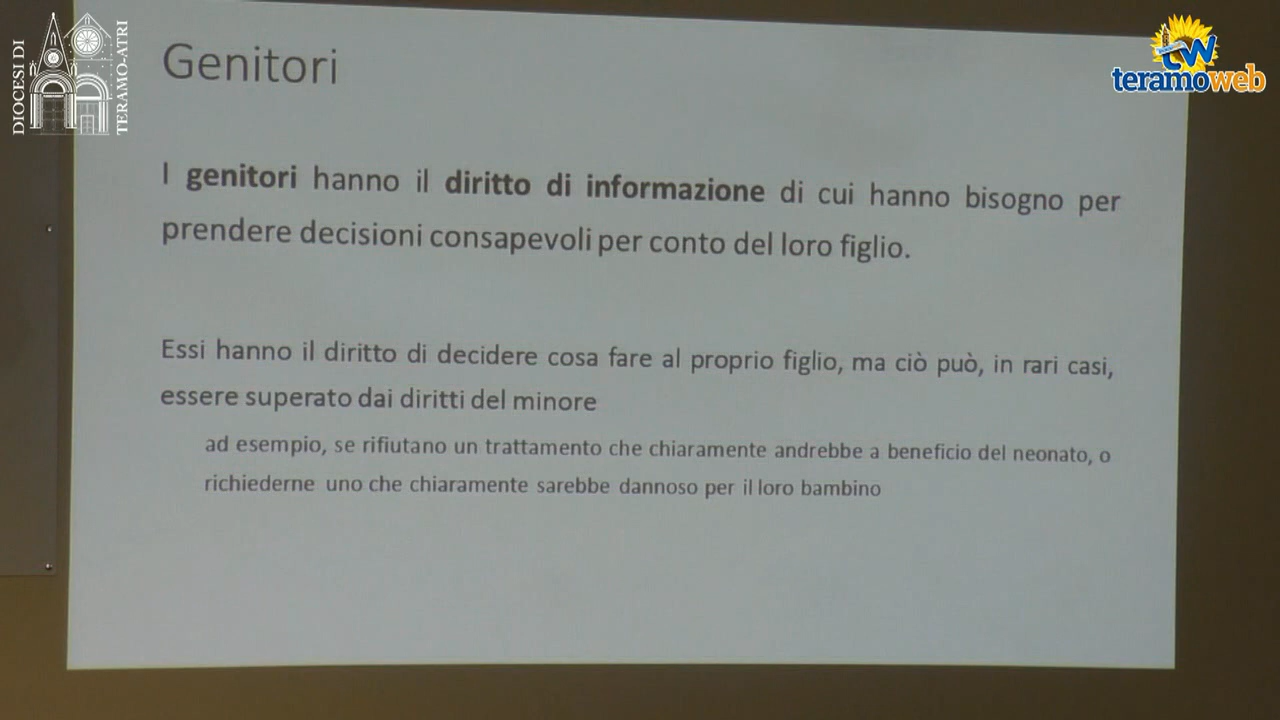 DIOCESI DI
TERAMO-ATRI
tw
teramoweb
Genitori
I genitori hanno il diritto di informazione di cui hanno bisogno per
prendere decisioni consapevoli per conto del loro figlio.
Essi hanno il diritto di decidere cosa fare al proprio figlio, ma ciò può, in rari casi,
essere superato dai diritti del minore
ad esempio, se rifiutano un trattamento che chiaramente andrebbe a beneficio del neonato, o
richiederne uno che chiaramente sarebbe dannoso per il loro bambino